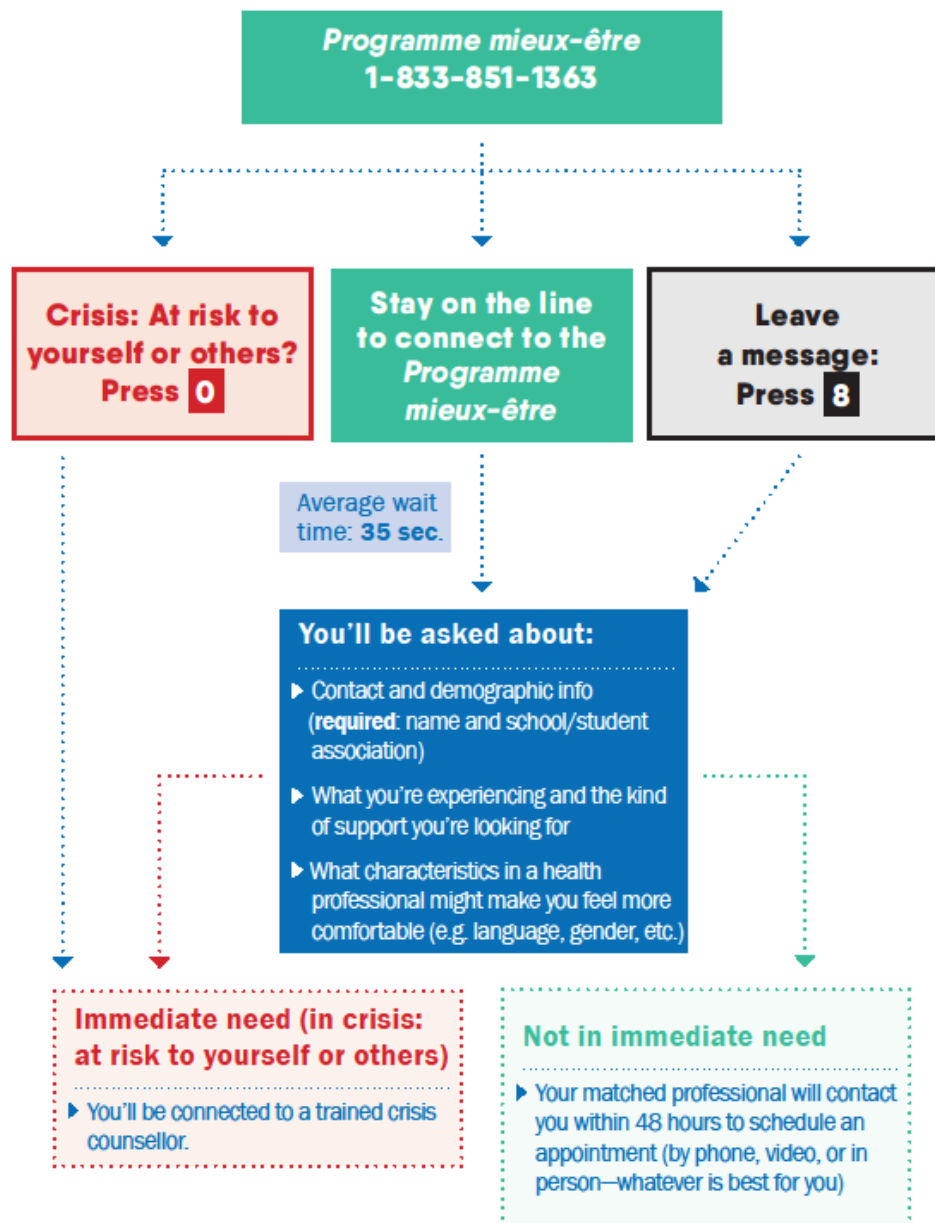 Programme mieux-être
1-833-851-1363
Crisis: At risk to
yourself or others?
Press 0
Stay on the line
to connect to the
Programme
mieux-être
Leave
a message:
Press 8
Average wait
time: 35 sec.
You'll be asked about:
Contact and demographic info
(required: name and school/student
association)
What you're experiencing and the kind
of support you're looking for
What characteristics in a health
professional might make you feel more
comfortable (e.g. language, gender, etc.)
Immediate need (in crisis:
at risk to yourself or others)
You'll be connected to a trained crisis
counsellor.
Not in immediate need
Your matched professional will contact
you within 48 hours to schedule an
appointment (by phone, video, or in
person—whatever is best for you)